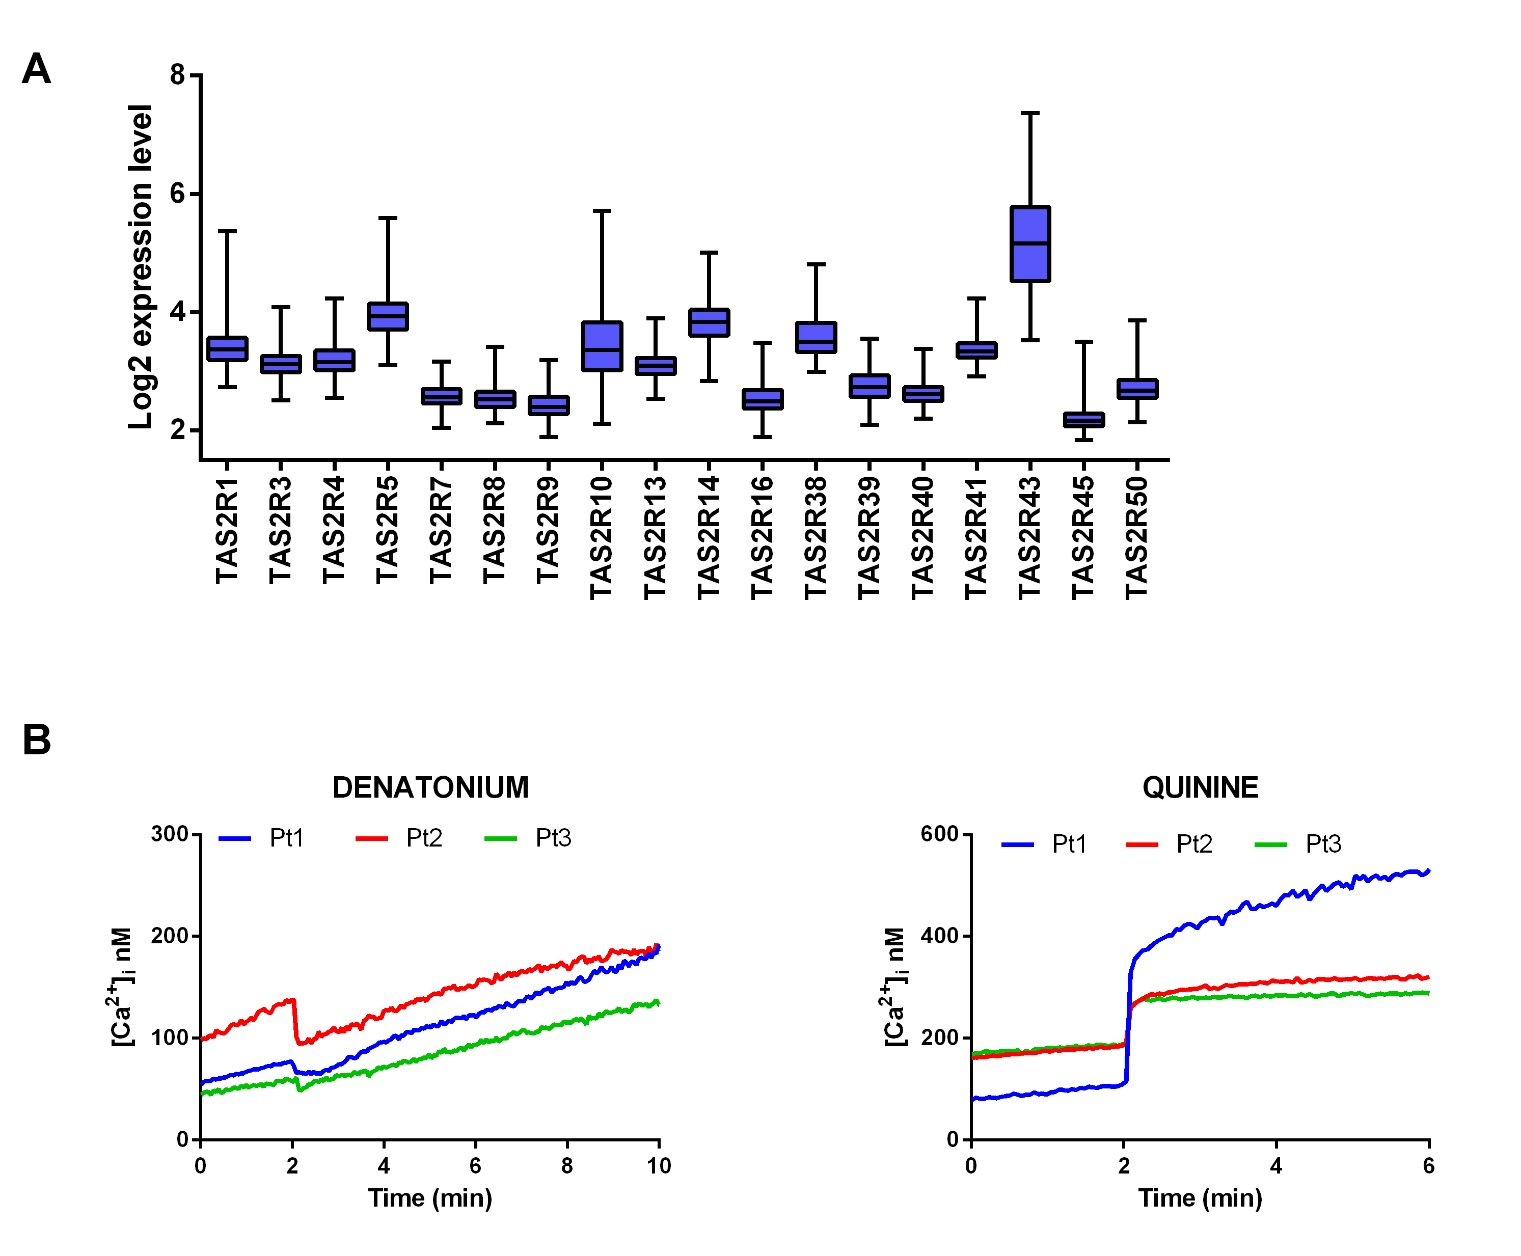 A
Log2 expression level
8
6
4
2
TAS2R1
TAS2R3
TAS2R4
TAS2R5
TAS2R7
TAS2R8
TAS2R9
TAS2R10
TAS2R13
TAS2R14
TAS2R16
TAS2R38
TAS2R39
TAS2R40
TAS2R41
TAS2R43
TAS2R45
TAS2R50
B
DENATONIUM
Pt1 Pt2 Pt3
[Ca2+]i nM
300
200
100
0
0 2 4 6 8 10
Time (min)
QUININE
Pt1 Pt2 Pt3
[Ca2+]i nM
600
400
200
0
0 2 4 6
Time (min)